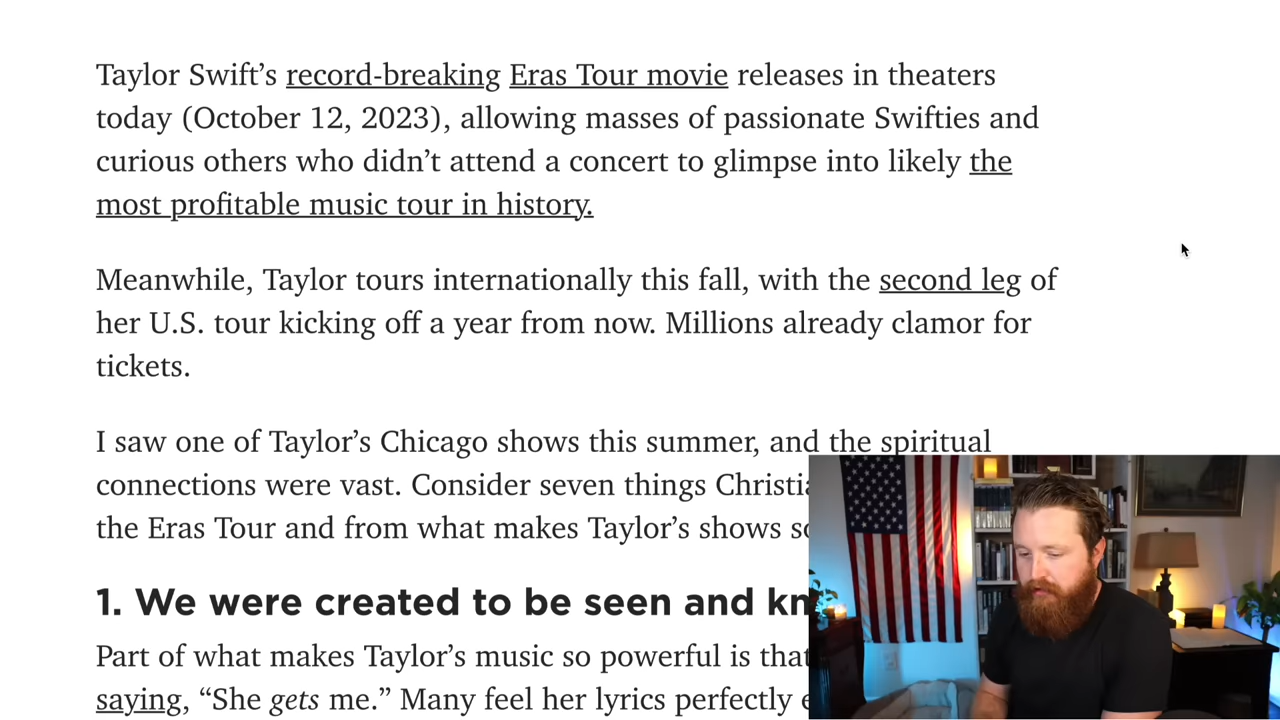 Taylor Swift’s record-breaking Eras Tour movie releases in theaters
today (October 12, 2023), allowing masses of passionate Swifties and
curious others who didn’t attend a concert to glimpse into likely the
most profitable music tour in history.
Meanwhile, Taylor tours internationally this fall, with the second leg of
her U.S. tour kicking off a year from now. Millions already clamor for
tickets.
I saw one of Taylor’s Chicago shows this summer, and the spiritual
connections were vast. Consider seven things
the Eras Tour and from what makes Taylor’s shows
1. We were created to be seen and
Part of what makes Taylor’s music so powerful is that
saying, “She gets me.” Many feel her lyrics perfectly